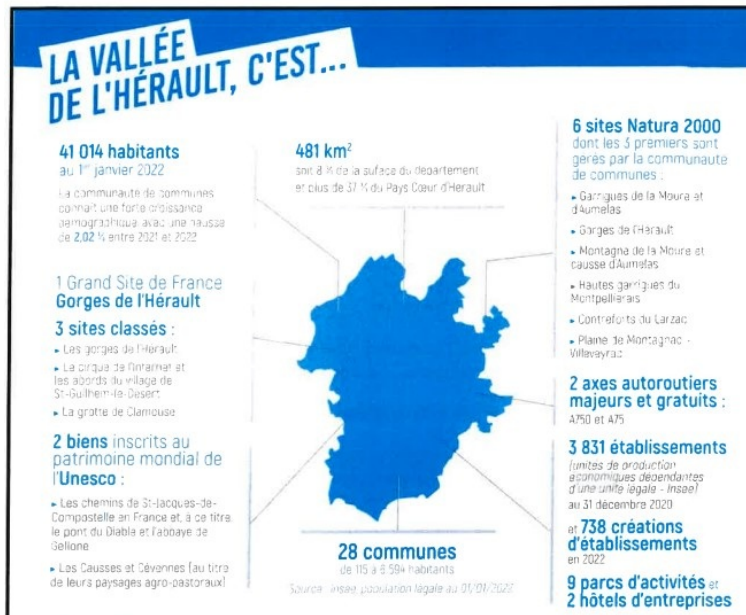 LA VALLÉE
DE L'HÉRAULT, C'EST...
41 014 habitants
au 1er janvier 2022
La communauté de communes
connaît une forte croissance
démographique avec une hausse
de 2,02 % entre 2021 et 2022
1 Grand Site de France
Gorges de l'Hérault
3 sites classés :
▸ Les gorges de l'Hérault
▸ Le cirque de l'Infernet et
les abords du village de
St-Guilhem-le-Désert
▸ La grotte de Clamouse
2 biens inscrits au
patrimoine mondial de
l'Unesco :
▸ Les chemins de St-Jacques-de-
Compostelle en France et, à ce titre,
le pont du Diable et l'abbaye de
Gellone
▸ Les Causses et Cévennes (au titre
de leurs paysages agro-pastoraux)
481 km²
soit 8 % de la suface du département
et plus de 37 % du Pays Cœur d'Hérault
28 communes
de 115 à 6 594 habitants
Source : Insee, population légale au 01/01/2022
6 sites Natura 2000
dont les 3 premiers sont
gérés par la communauté
de communes :
▸ Garrigues de la Moure et
d'Aumelas
▸ Gorges de l'Hérault
▸ Montagne de la Moure et
causse d'Aumelas
▸ Hautes garrigues du
Montpelliérais
▸ Contreforts du Larzac
▸ Plaine de Montagnac -
Villeveyrac
2 axes autoroutiers
majeurs et gratuits :
A750 et A75
3 831 établissements
(unités de production
économiques dépendantes
d'une unité légale - Insee)
au 31 décembre 2020
et 738 créations
d'établissements
en 2022
9 parcs d'activités et
2 hôtels d'entreprises